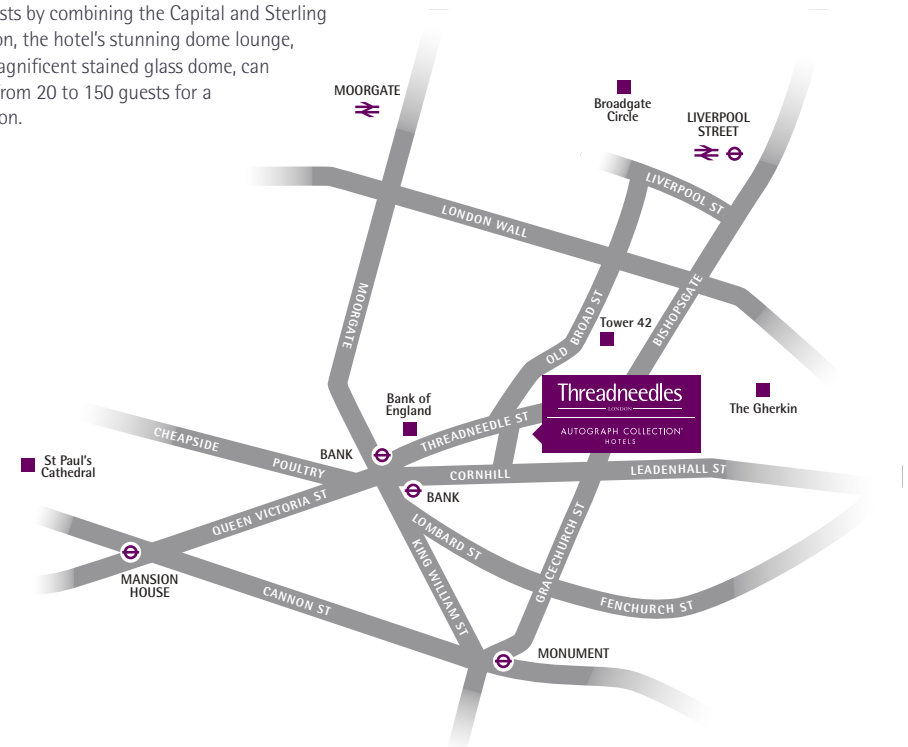 sts by combining the Capital and Sterling
on, the hotel's stunning dome lounge,
agnificent stained glass dome, can
rom 20 to 150 guests for a
on.
MOORGATE
Broadgate
Circle
LIVERPOOL
STREET
LIVERPOOL ST
LONDON WALL
MOORGATE
OLD BROAD ST
BISHOPSGATE
Tower 42
Threadneedles
LONDON
AUTOGRAPH COLLECTION®
HOTELS
The Gherkin
Bank of
England
THREADNEEDLE ST
CHEAPSIDE
POULTRY
BANK
CORNHILL
LEADENHALL ST
St Paul's
Cathedral
BANK
QUEEN VICTORIA ST
LOMBARD ST
KING WILLIAM ST
GRACECHURCH ST
FENCHURCH ST
MANSION
HOUSE
CANNON ST
MONUMENT